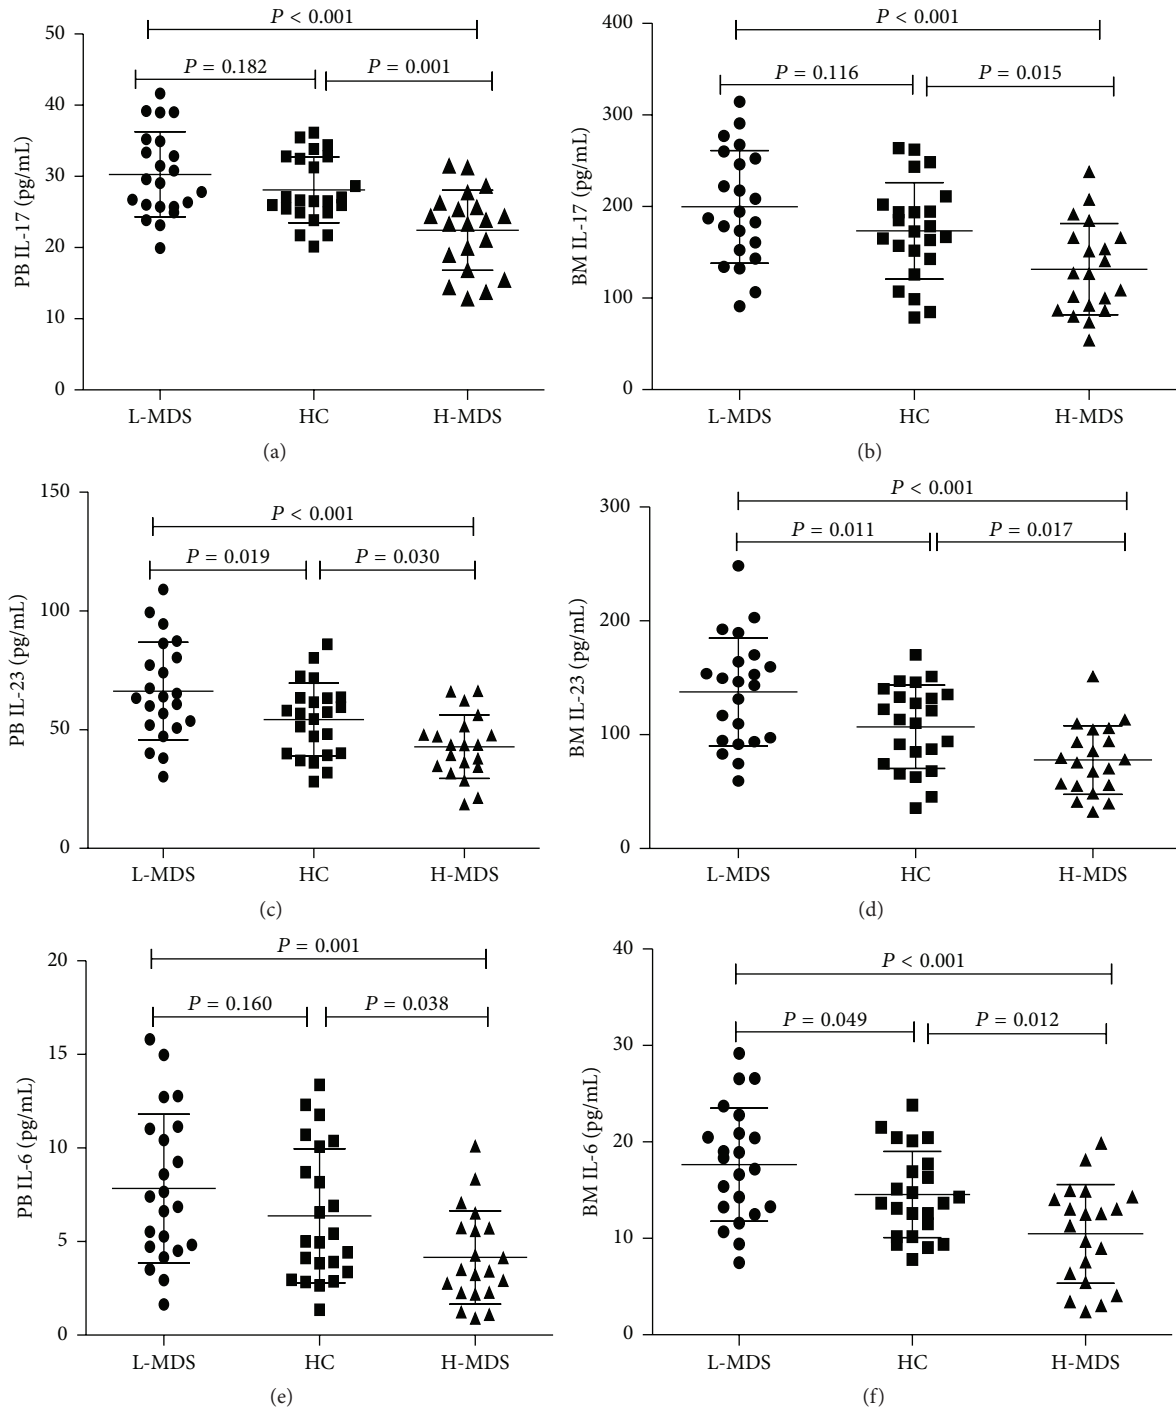 P < 0.001
P = 0.182
P = 0.001
PB IL-17 (pg/mL)
50
40
30
20
10
0
L-MDS HC H-MDS
(a)
P < 0.001
P = 0.116
P = 0.015
BM IL-17 (pg/mL)
400
300
200
100
0
L-MDS HC H-MDS
(b)
P < 0.001
P = 0.019
P = 0.030
PB IL-23 (pg/mL)
150
100
50
0
L-MDS HC H-MDS
(c)
P < 0.001
P = 0.011
P = 0.017
BM IL-23 (pg/mL)
300
200
100
0
L-MDS HC H-MDS
(d)
P = 0.001
P = 0.160
P = 0.038
PB IL-6 (pg/mL)
20
15
10
5
0
L-MDS HC H-MDS
(e)
P < 0.001
P = 0.049
P = 0.012
BM IL-6 (pg/mL)
40
30
20
10
0
L-MDS HC H-MDS
(f)